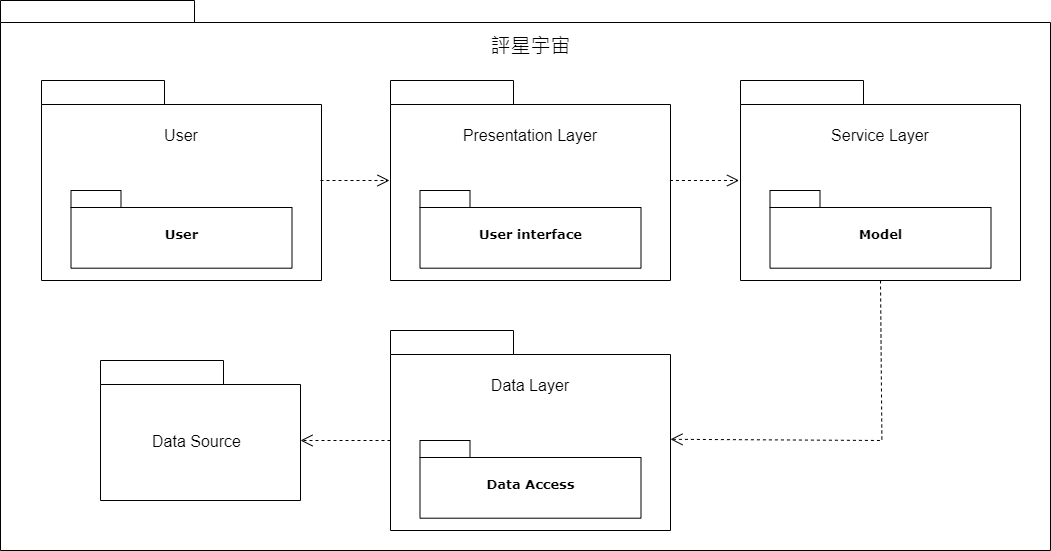 評星宇宙
User
Presentation Layer
Service Layer
User
User interface
Model
Data Layer
Data Source
Data Access